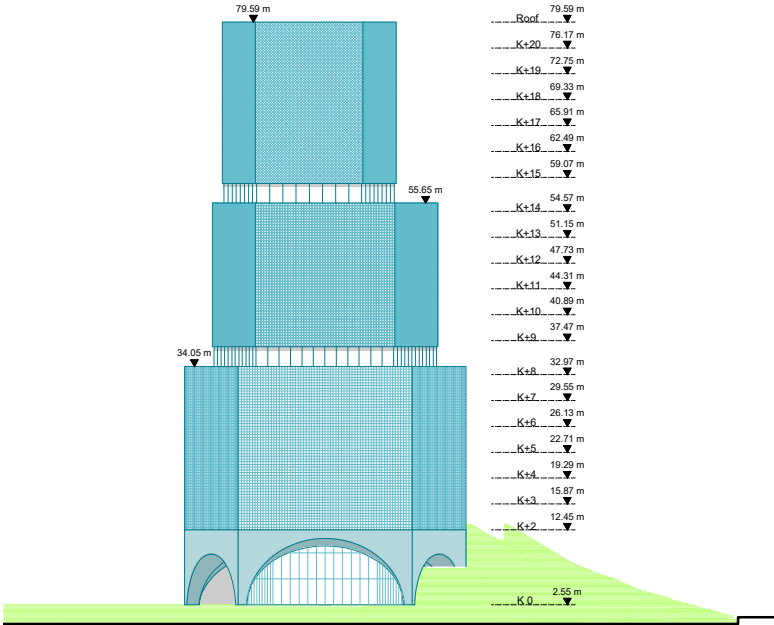 79.59 m
55.65 m
34.05 m
Roof 79.59 m
K+20 76.17 m
K+19 72.75 m
K+18 69.33 m
K+17 65.91 m
K+16 62.49 m
K+15 59.07 m
K+14 54.57 m
K+13 51.15 m
K+12 47.73 m
K+11 44.31 m
K+10 40.89 m
K+9 37.47 m
K+8 32.97 m
K+7 29.55 m
K+6 26.13 m
K+5 22.71 m
K+4 19.29 m
K+3 15.87 m
K+2 12.45 m
K 0 2.55 m